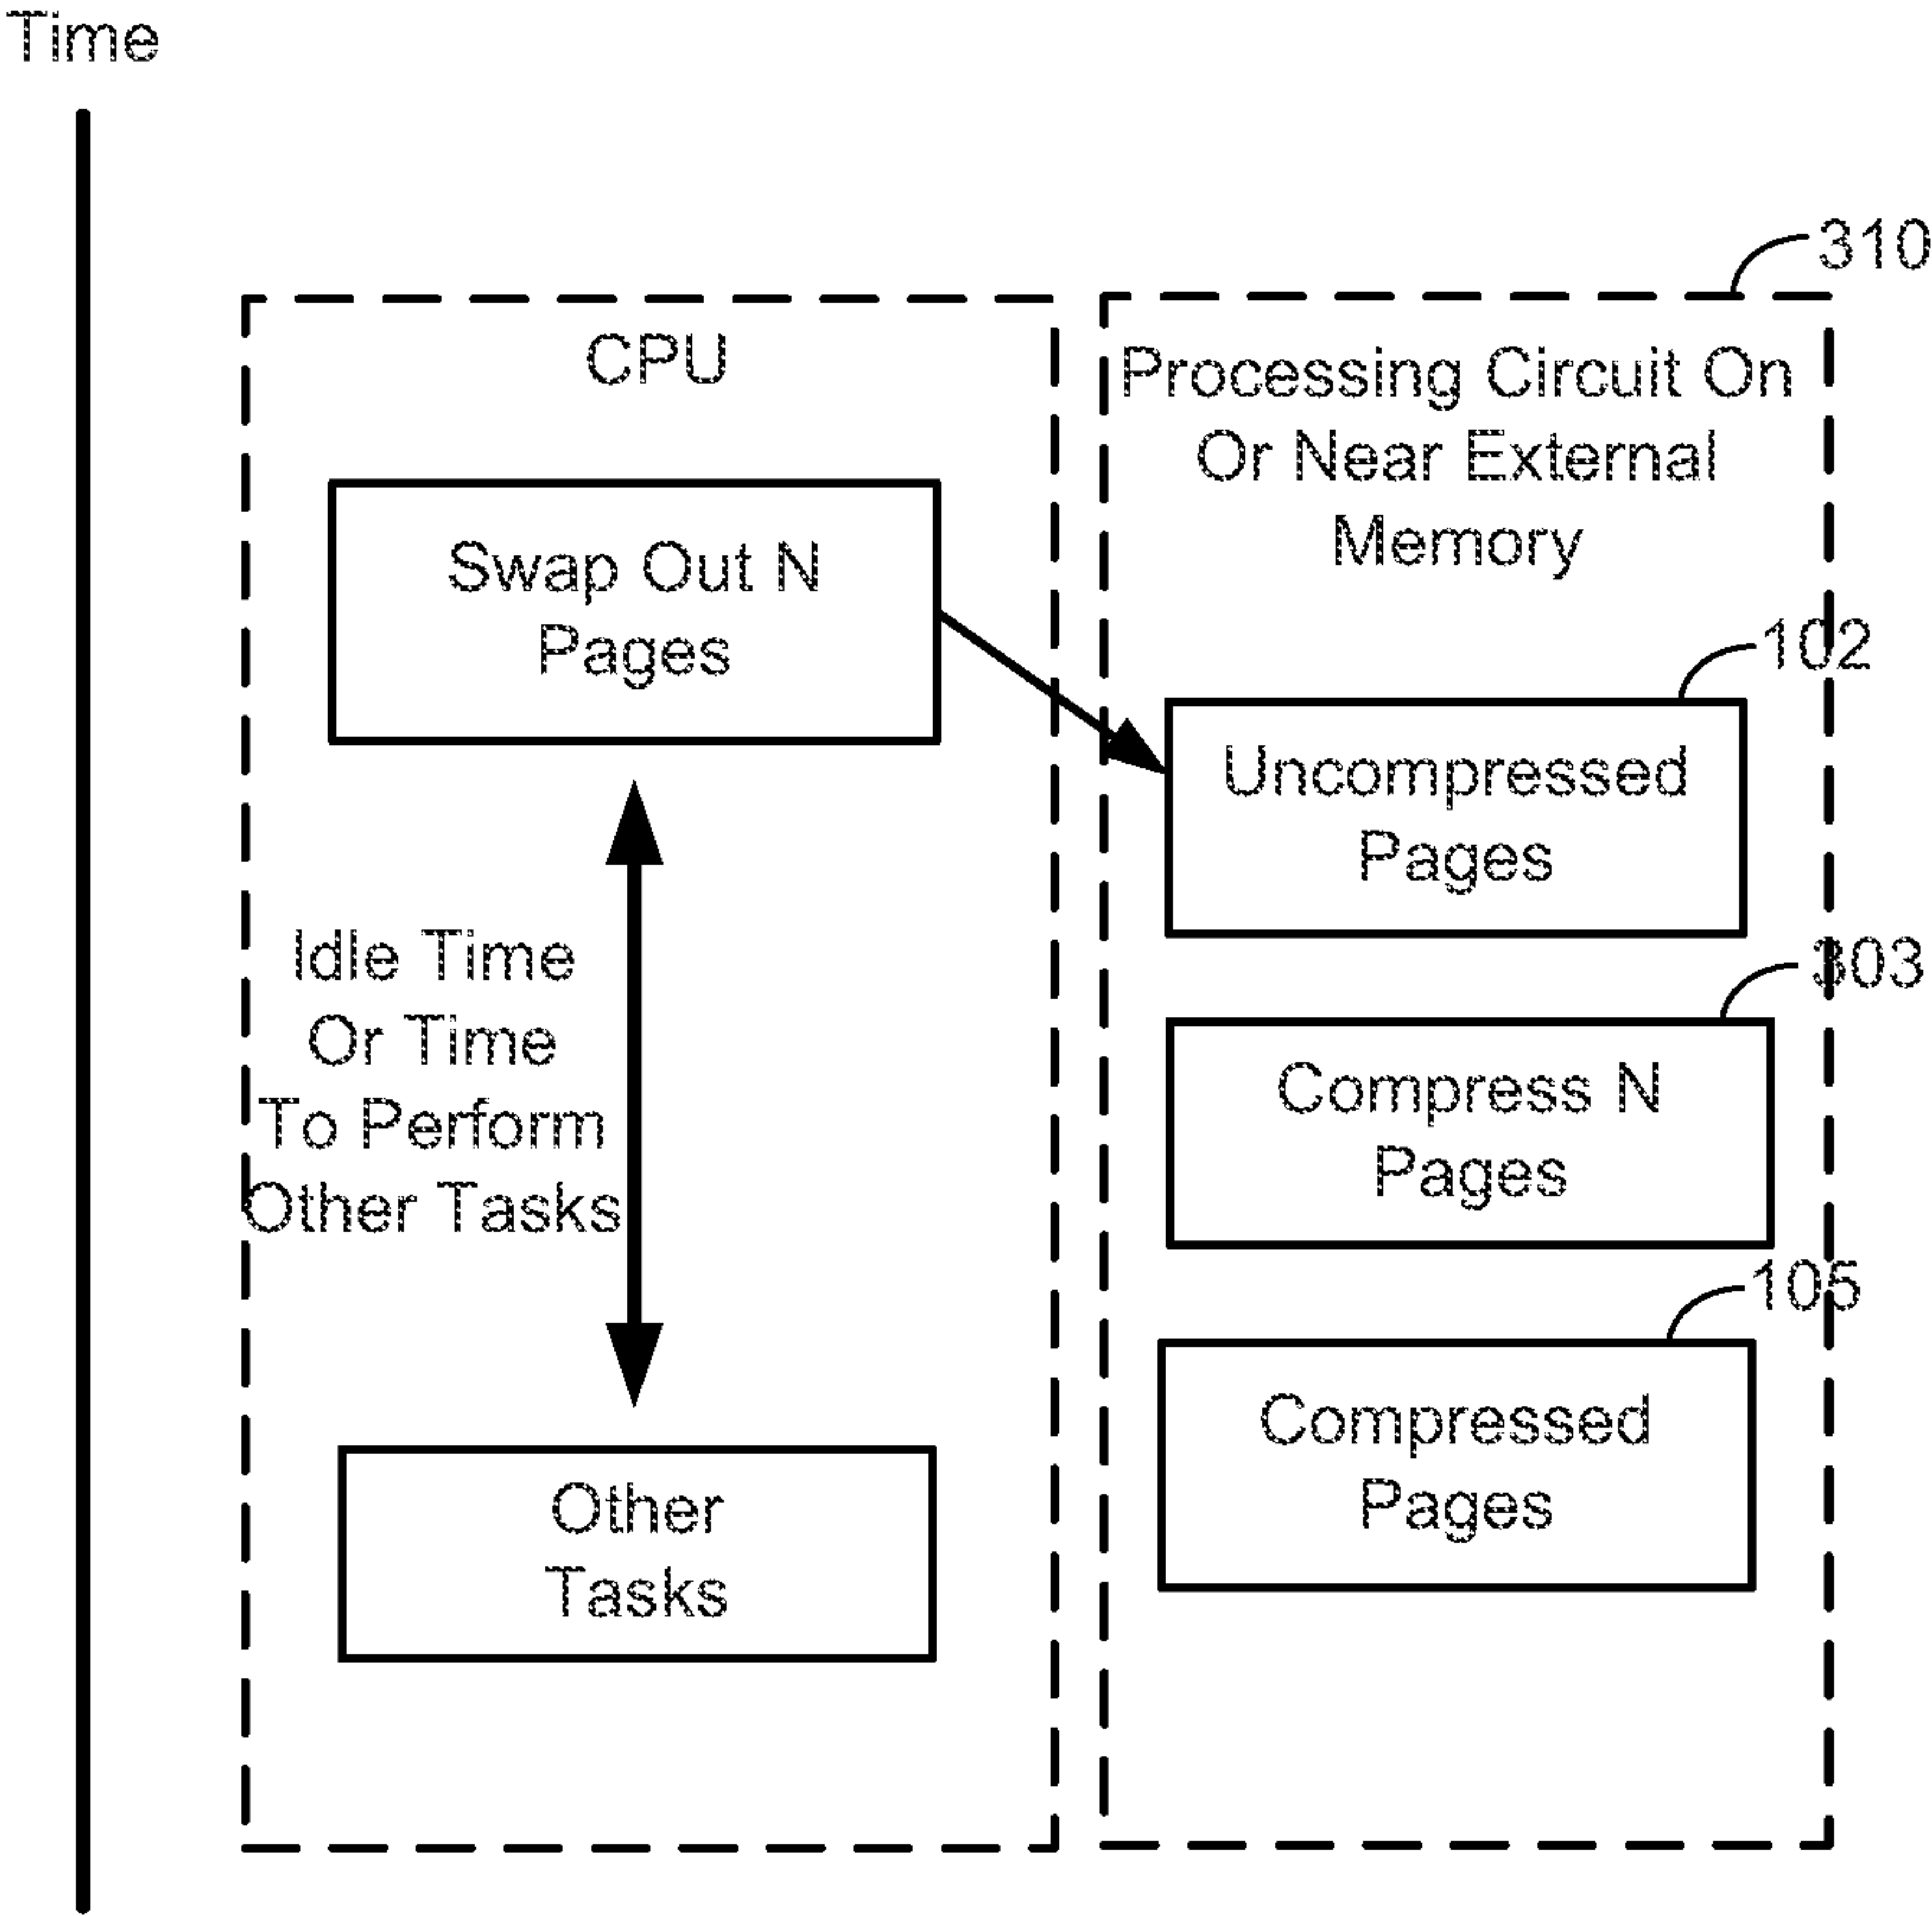 Time
310
CPU
Swap Out N
Pages
Idle Time
Or Time
To Perform
Other Tasks
Other
Tasks
Processing Circuit On
Or Near External
Memory
102
Uncompressed
Pages
303
Compress N
Pages
105
Compressed
Pages